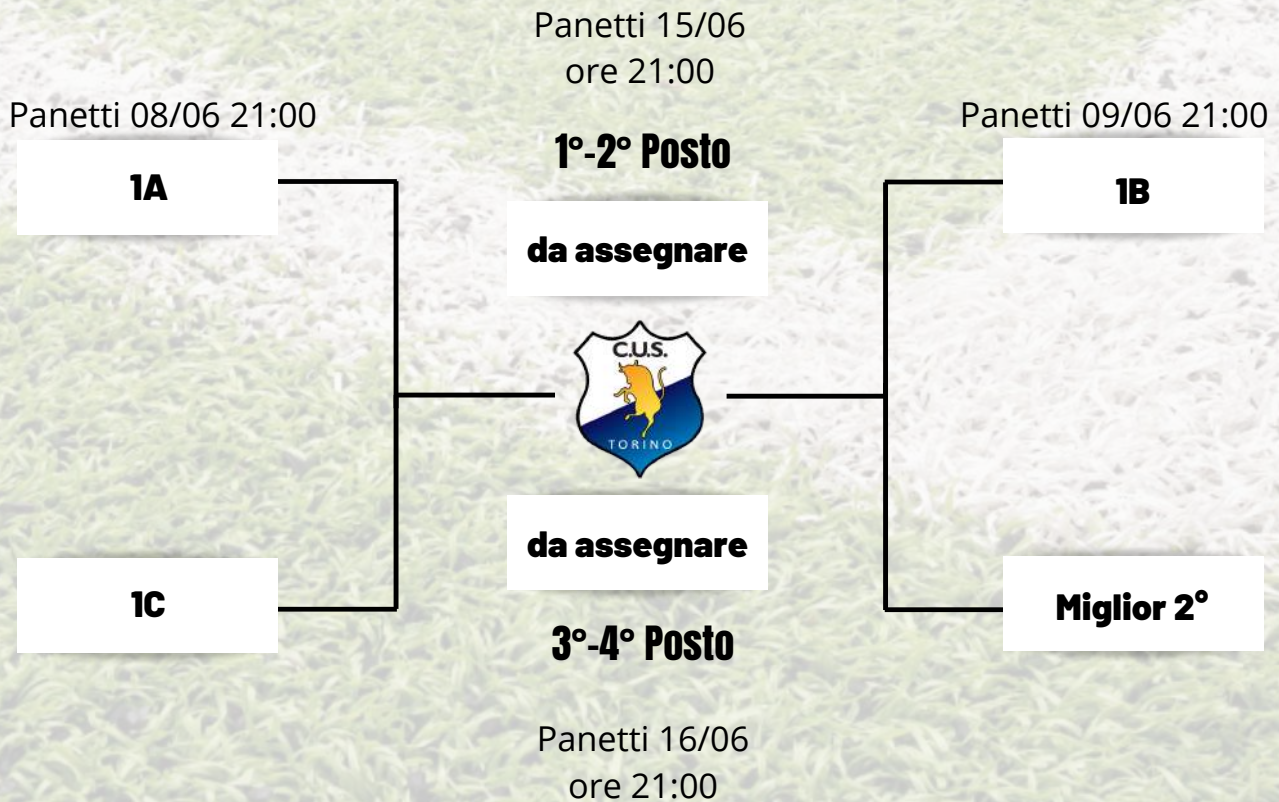 Panetti 15/06
ore 21:00
Panetti 08/06 21:00
Panetti 09/06 21:00
1°-2° Posto
1A
1B
da assegnare
C.U.S.
TORINO
da assegnare
1C
Miglior 2°
3°-4° Posto
Panetti 16/06
ore 21:00